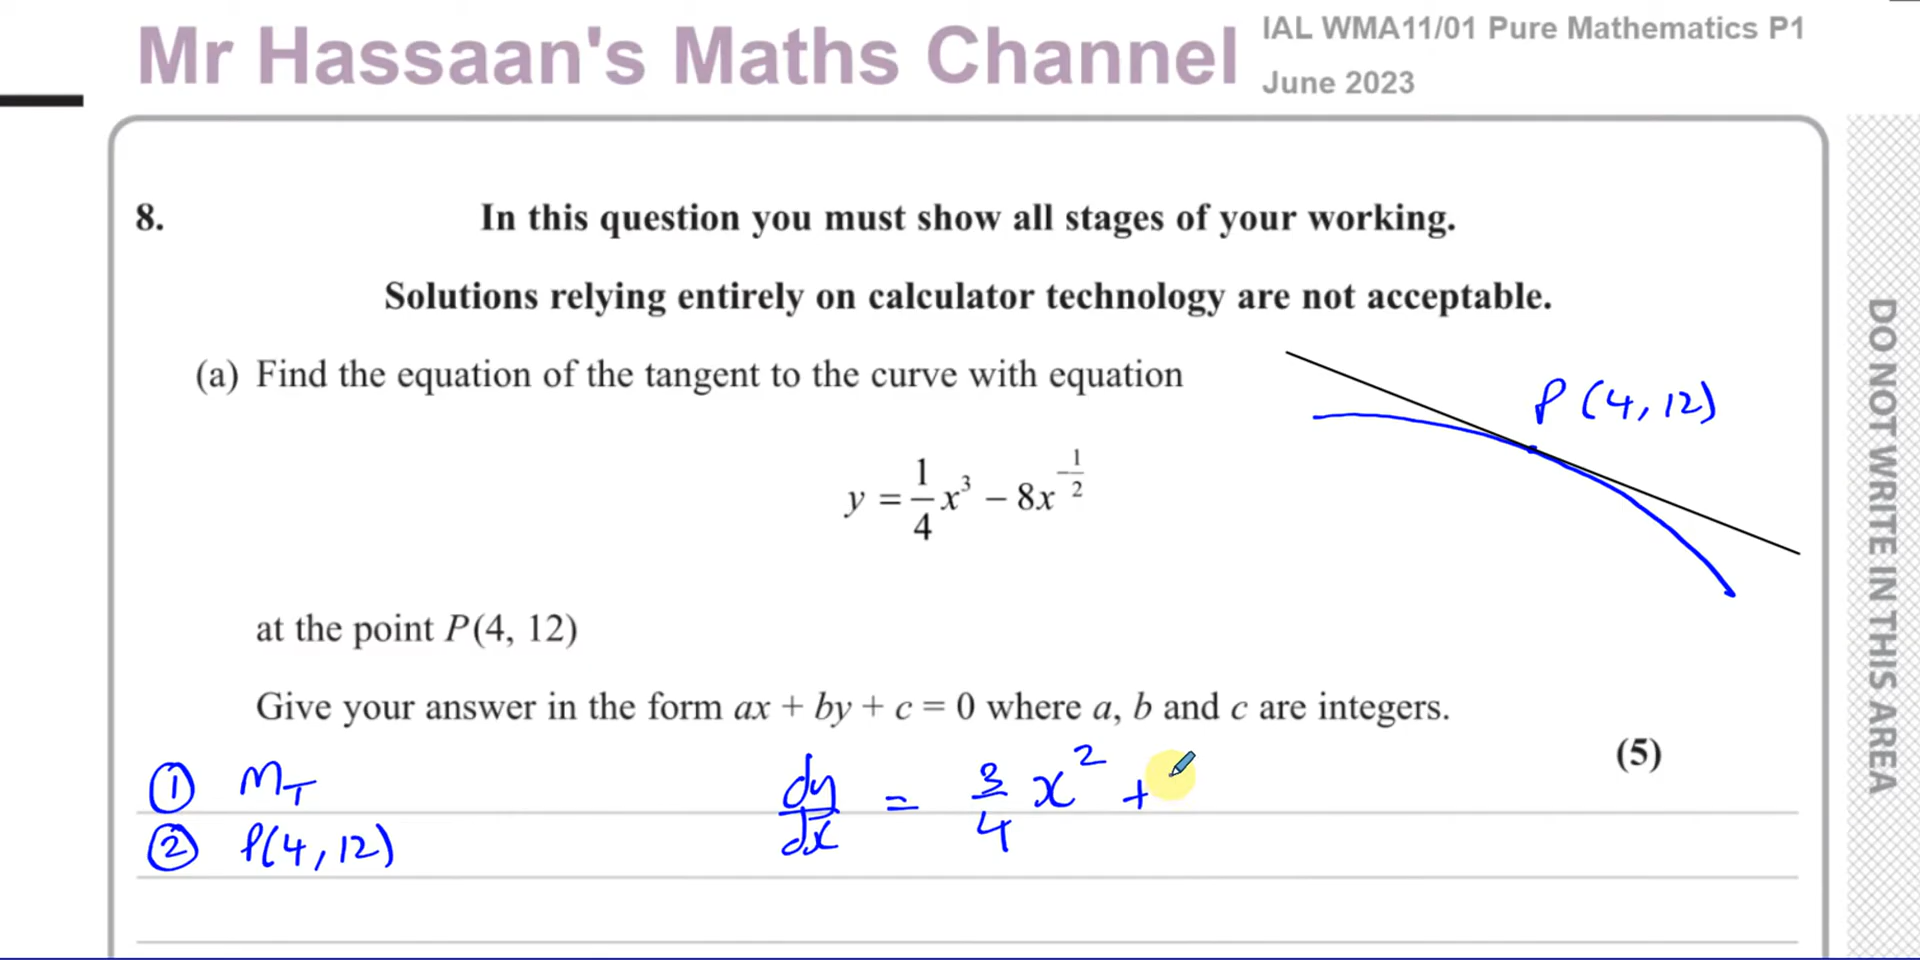 Mr Hassaan's Maths Channel
IAL WMA11/01 Pure Mathematics P1
June 2023
8. In this question you must show all stages of your working.
Solutions relying entirely on calculator technology are not acceptable.
(a) Find the equation of the tangent to the curve with equation
P (4, 12)
y = 1/4 x³ − 8x^(−1/2)
at the point P(4, 12)
Give your answer in the form ax + by + c = 0 where a, b and c are integers.
(5)
① m_T
dy/dx = 3/4 x² +
② P(4, 12)
DO NOT WRITE IN THIS AREA